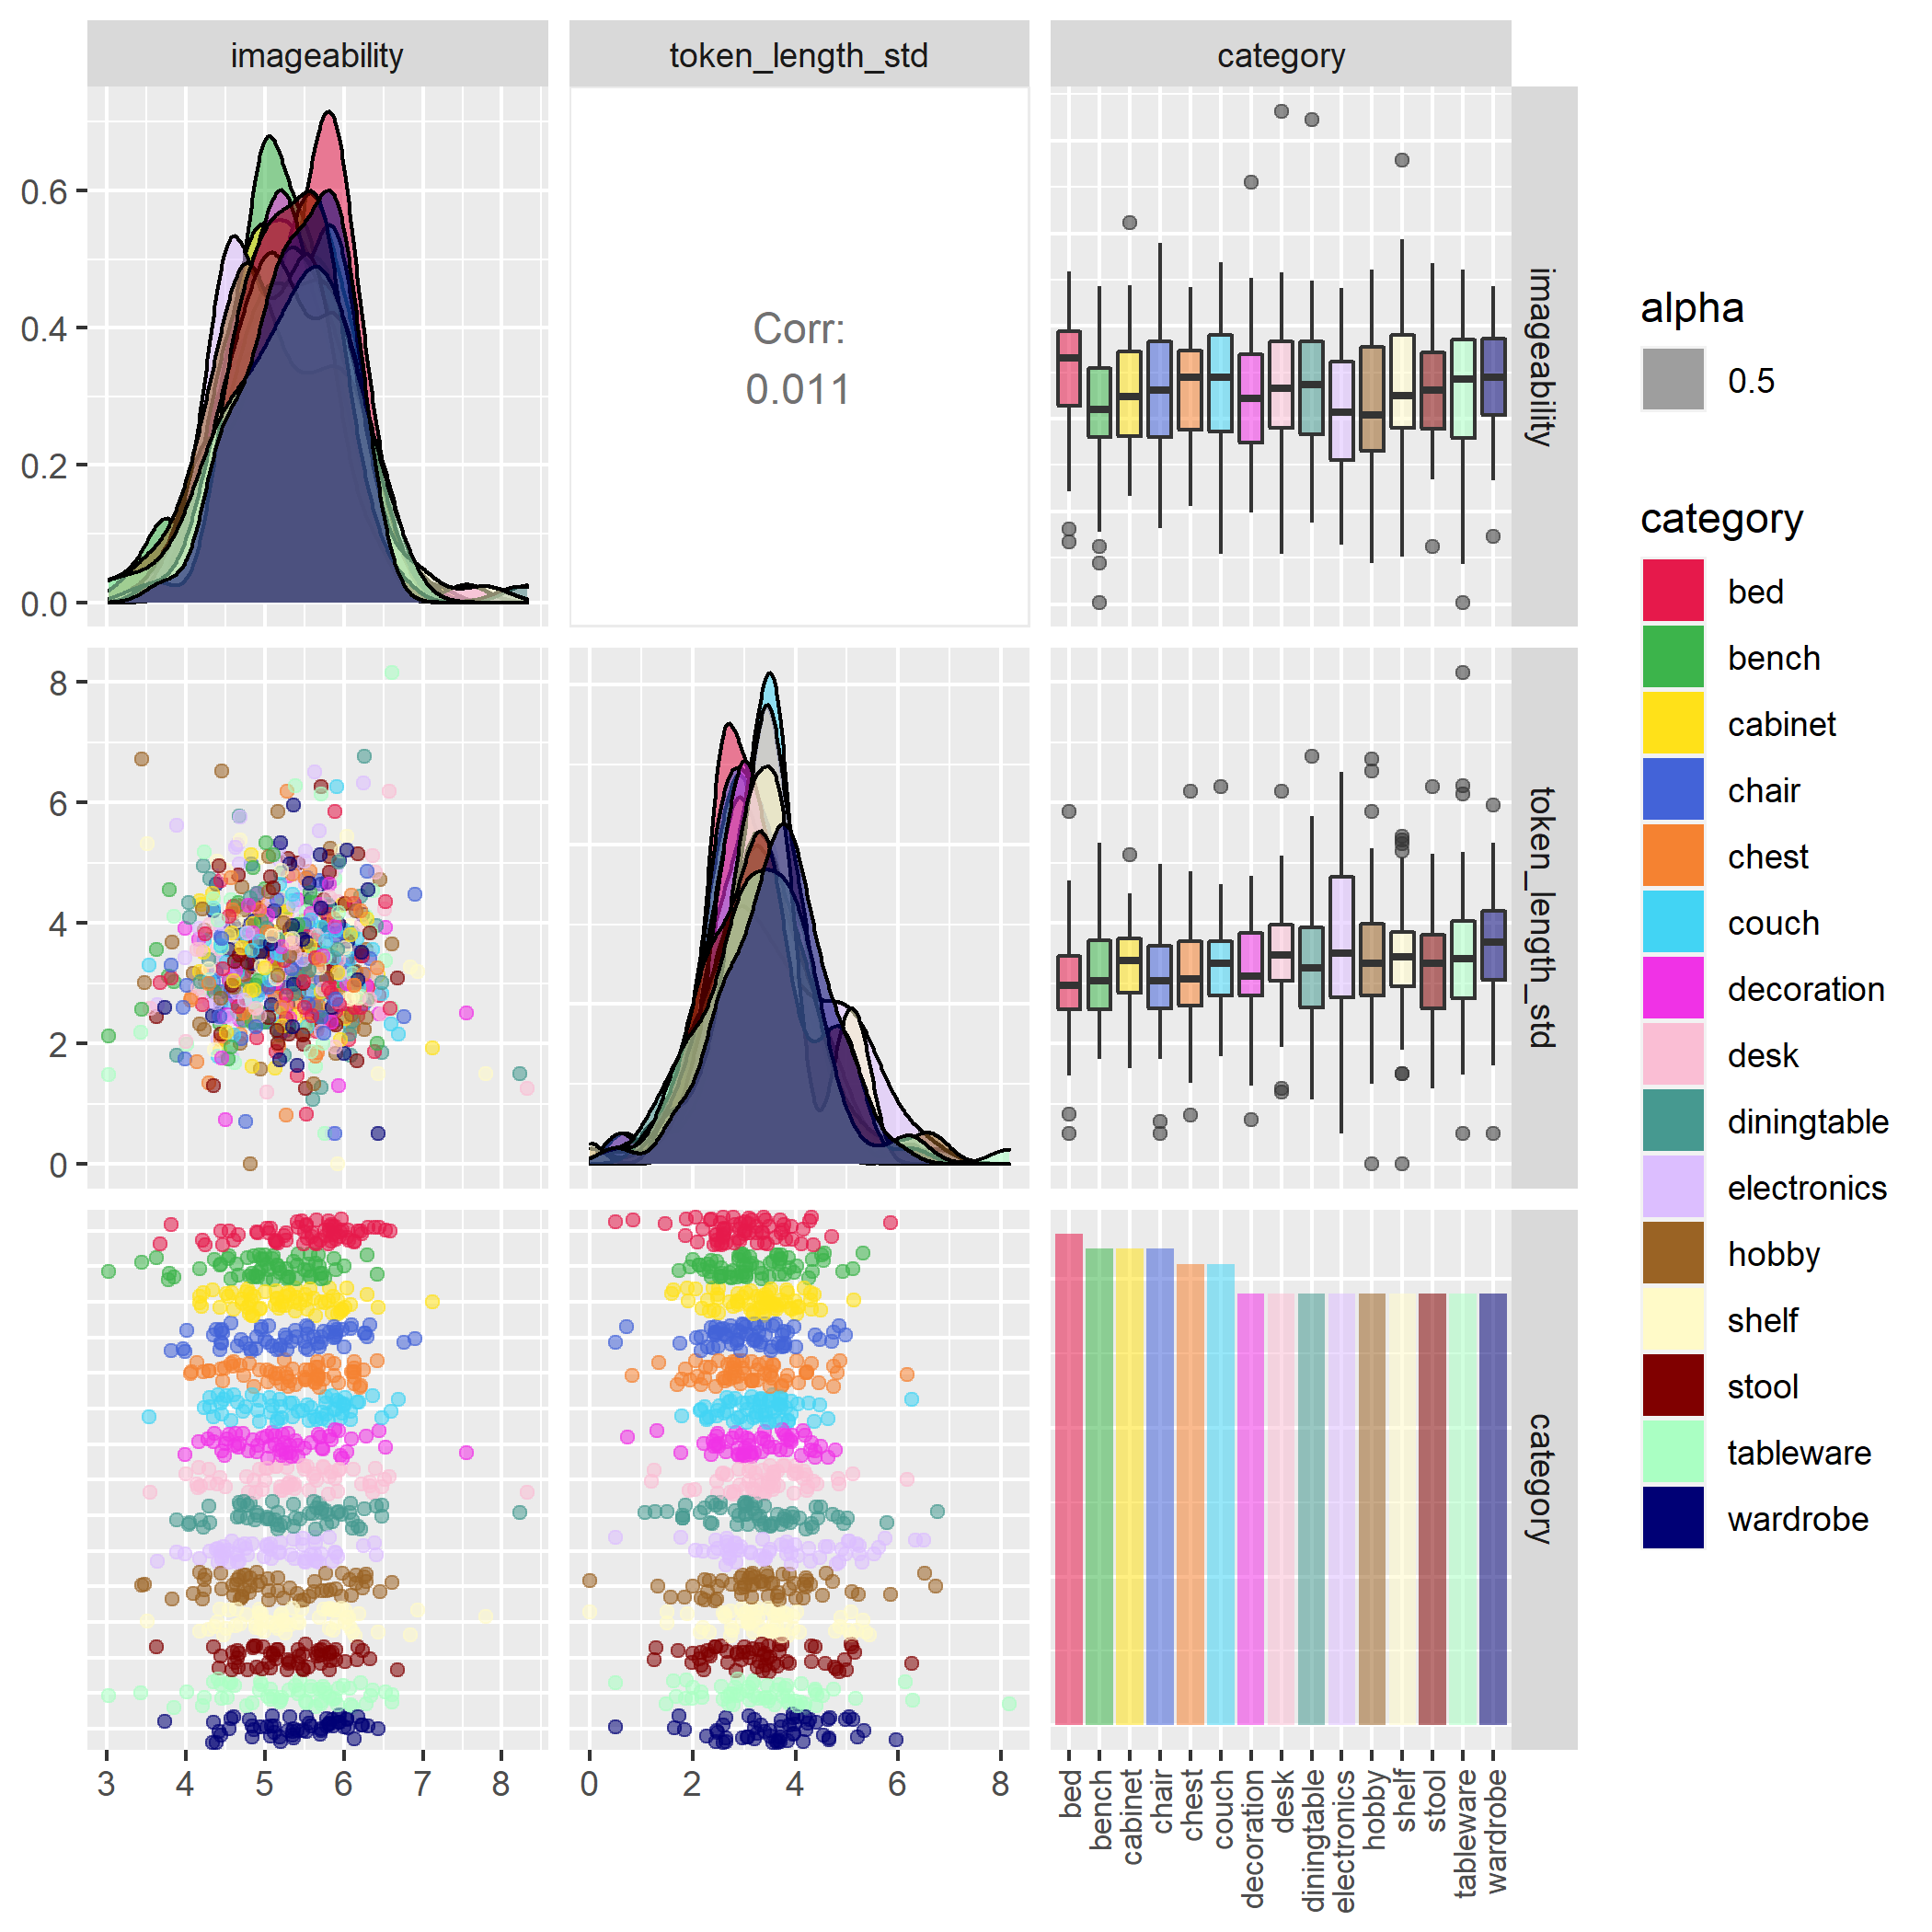 imageability
token_length_std
category
0.6
0.4
0.2
0.0
Corr:
0.011
imageability
8
6
4
2
0
token_length_std
category
3 4 5 6 7 8
0 2 4 6 8
bed
bench
cabinet
chair
chest
couch
decoration
desk
diningtable
electronics
hobby
shelf
stool
tableware
wardrobe
alpha
0.5
category
bed
bench
cabinet
chair
chest
couch
decoration
desk
diningtable
electronics
hobby
shelf
stool
tableware
wardrobe